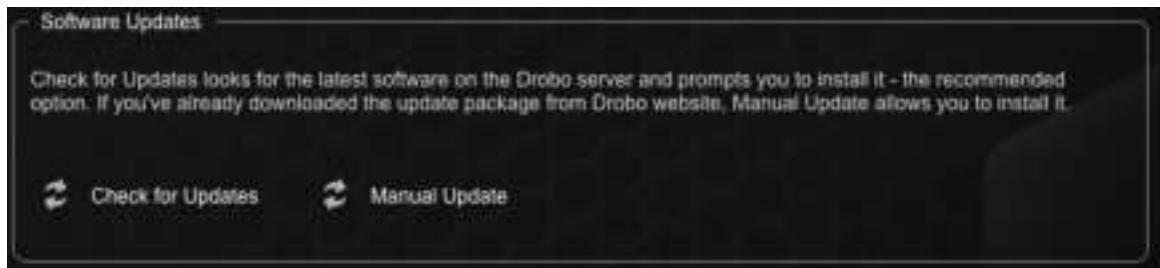 Software Updates
Check for Updates looks for the latest software on the Drobo server and prompts you to install it - the recommended
option. If you've already downloaded the update package from Drobo website, Manual Update allows you to install it.
Check for Updates Manual Update